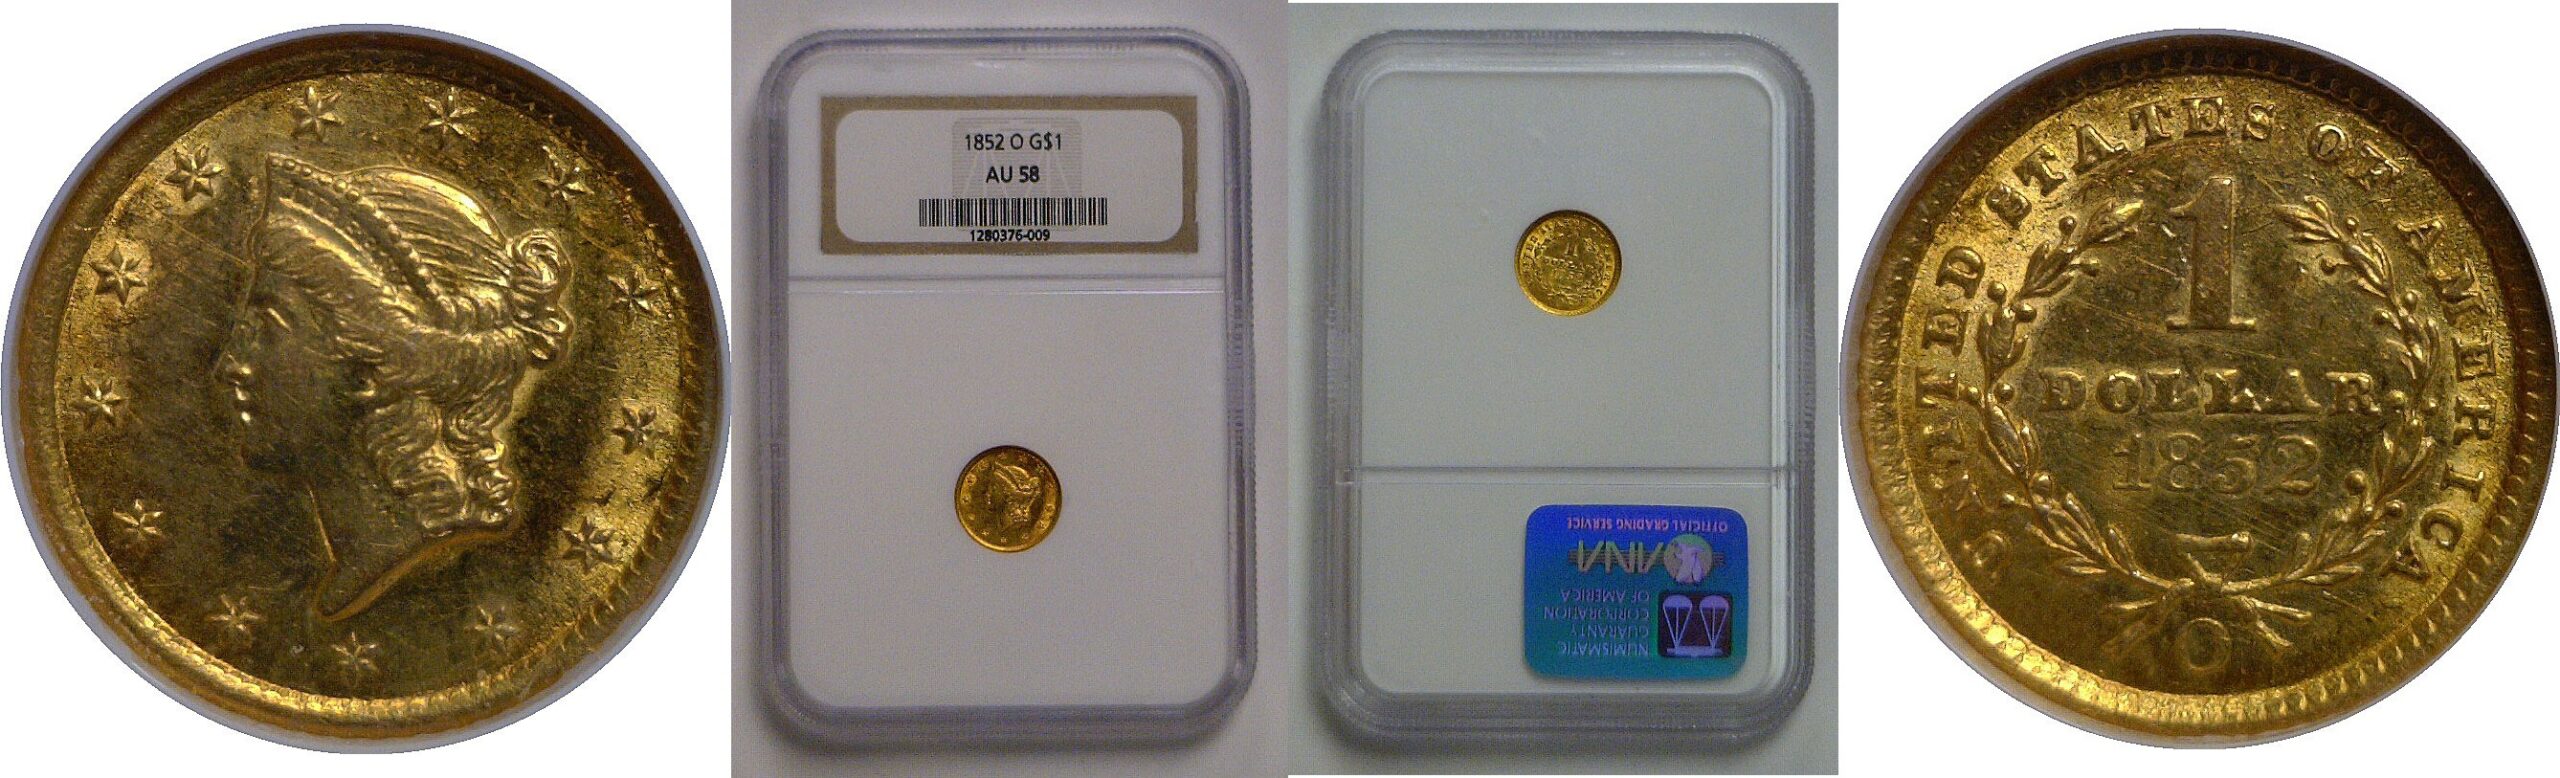 1852 O G$1
AU 58
1280376-009
OFFICIAL GRADING SERVICE
ANA
NUMISMATIC
GUARANTY
CORPORATION
OF AMERICA
UNITED STATES OF AMERICA
1
DOLLAR
1852
O